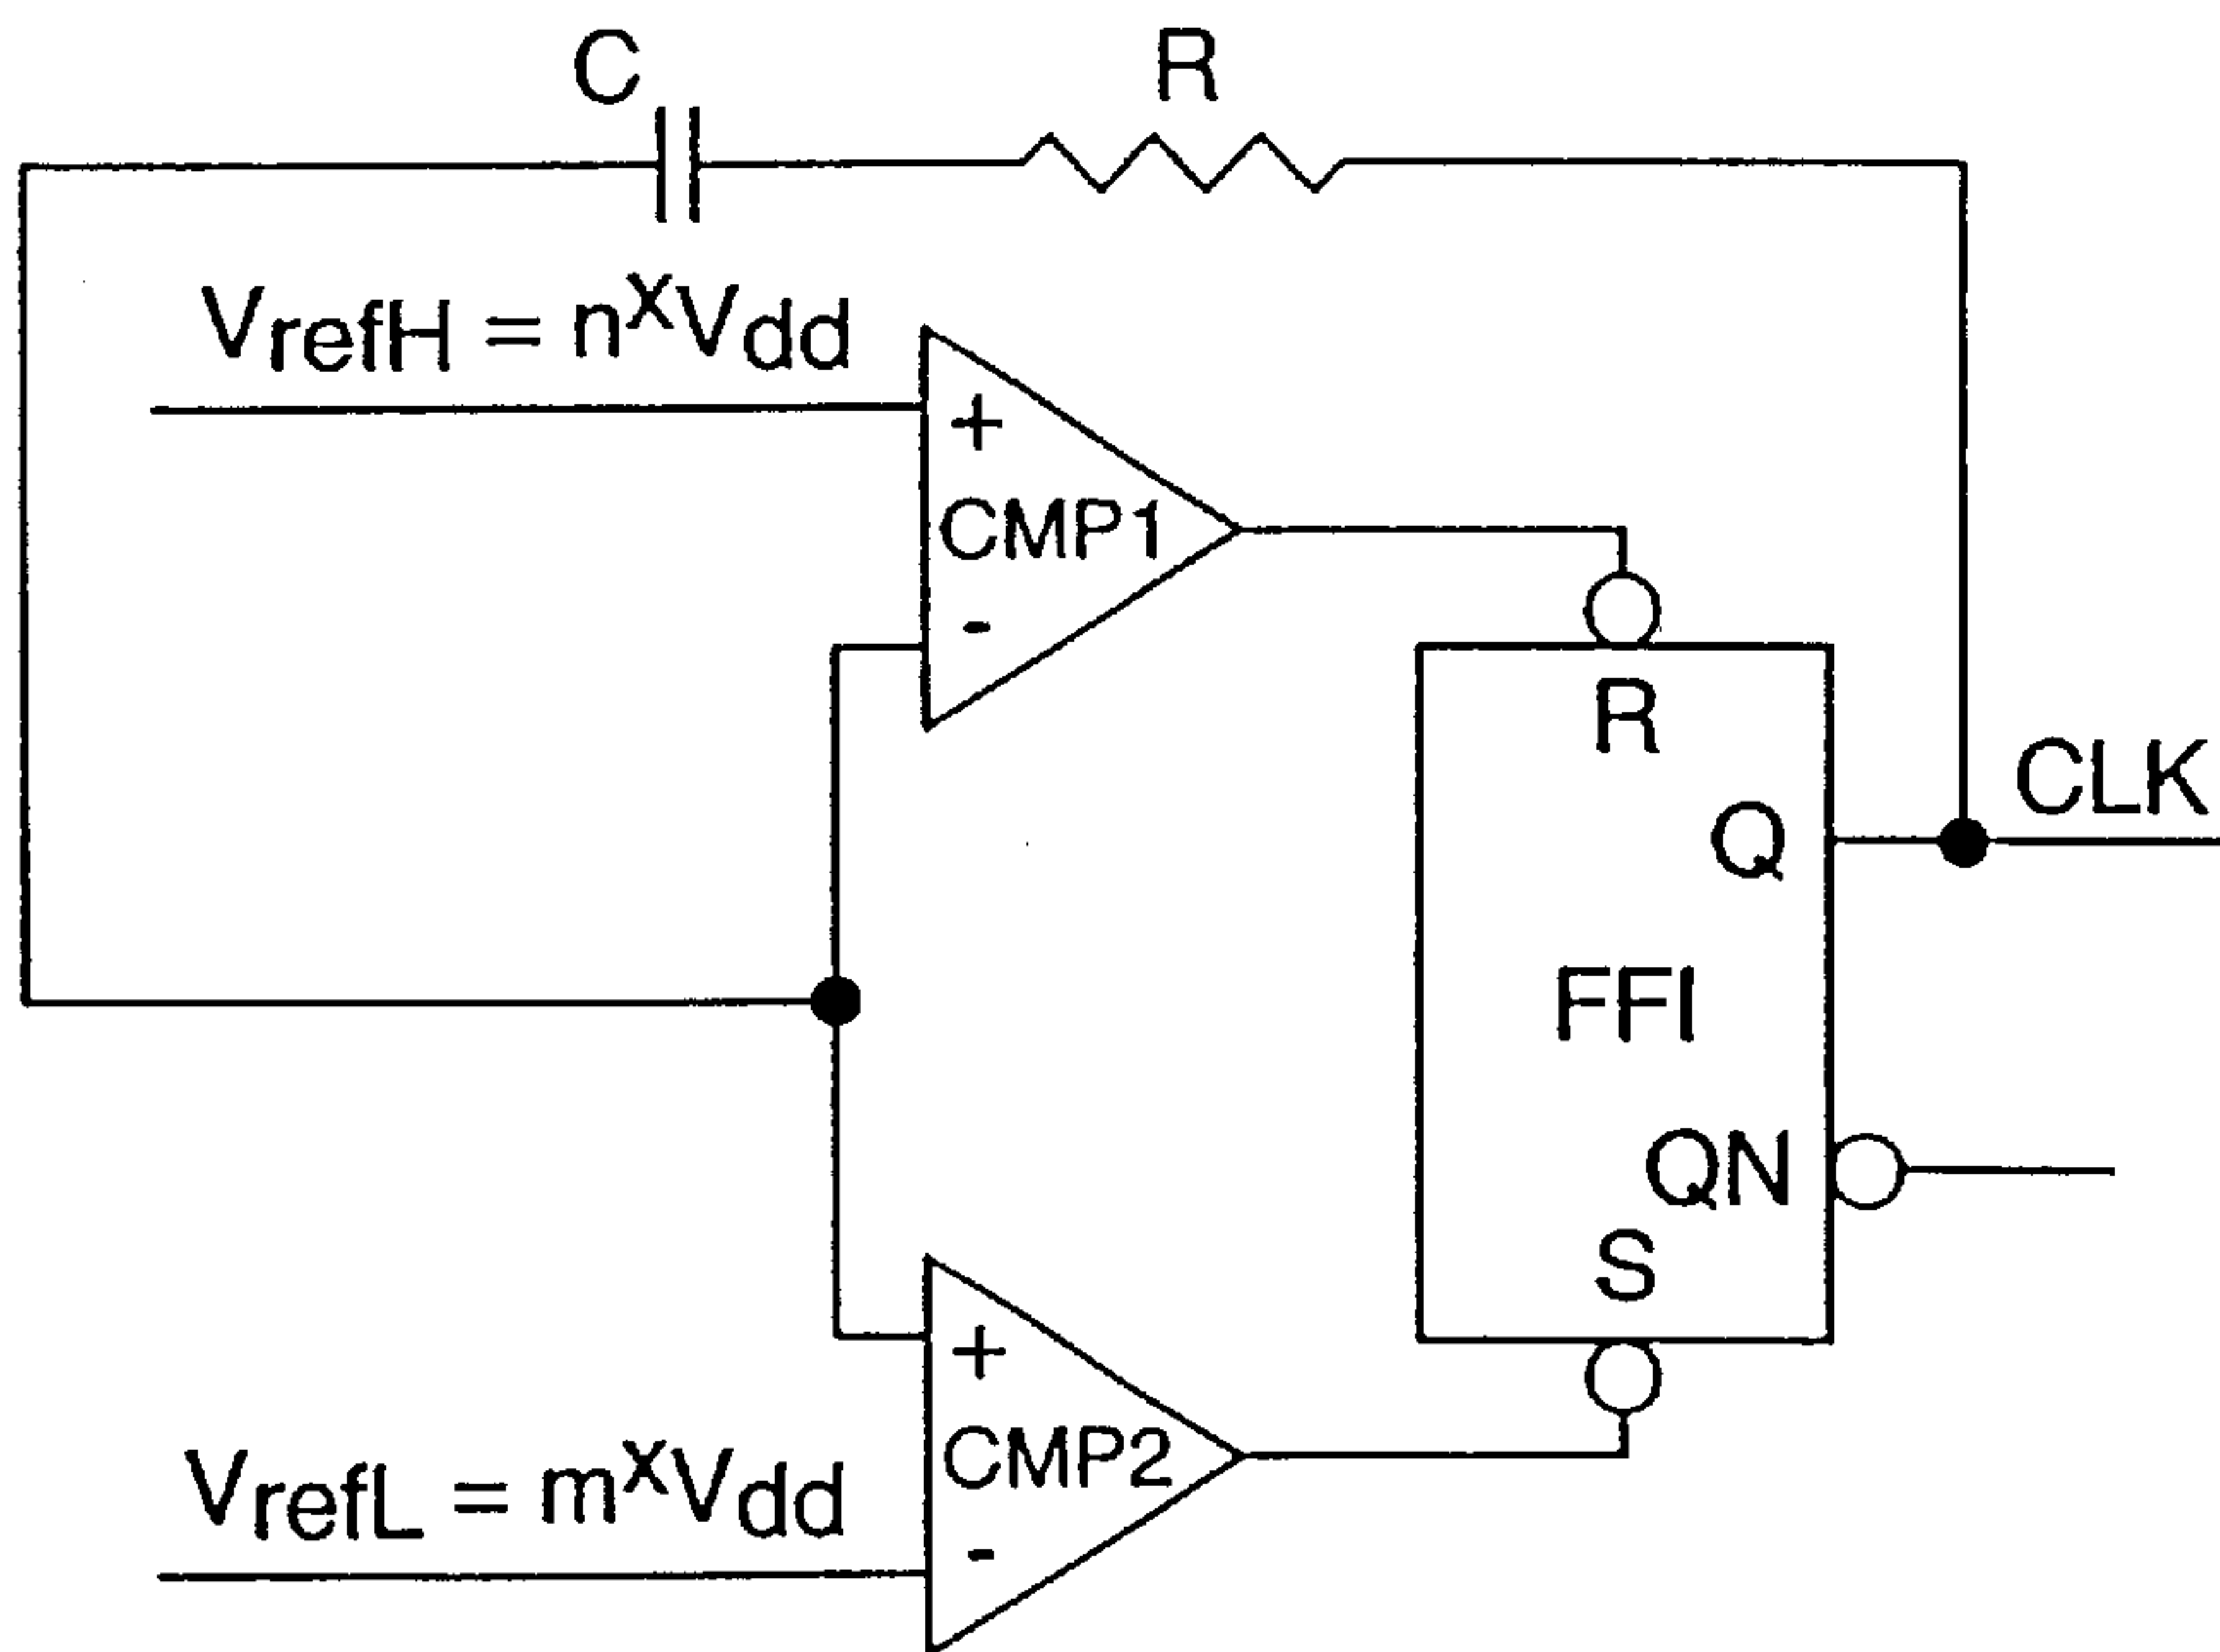 C
R
VrefH = nxVdd
+
CMP1
-
R
Q
CLK
FFI
QN
S
+
CMP2
-
VrefL = mxVdd